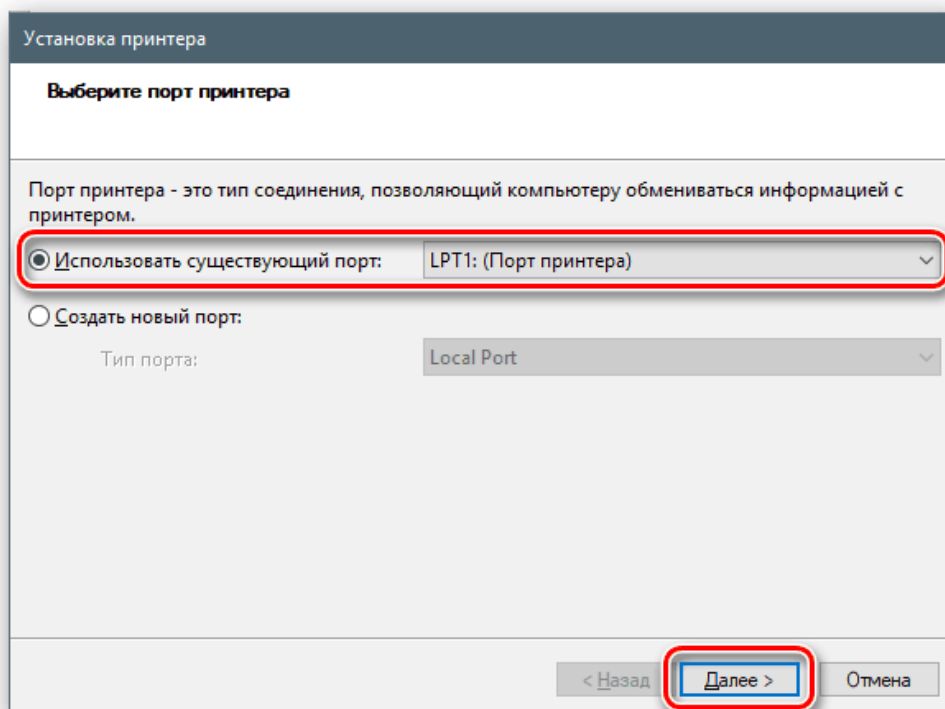 Установка принтера
Выберите порт принтера
Порт принтера - это тип соединения, позволяющий компьютеру обмениваться информацией с
принтером.
Использовать существующий порт: LPT1: (Порт принтера)
Создать новый порт:
Тип порта: Local Port
< Назад Далее > Отмена